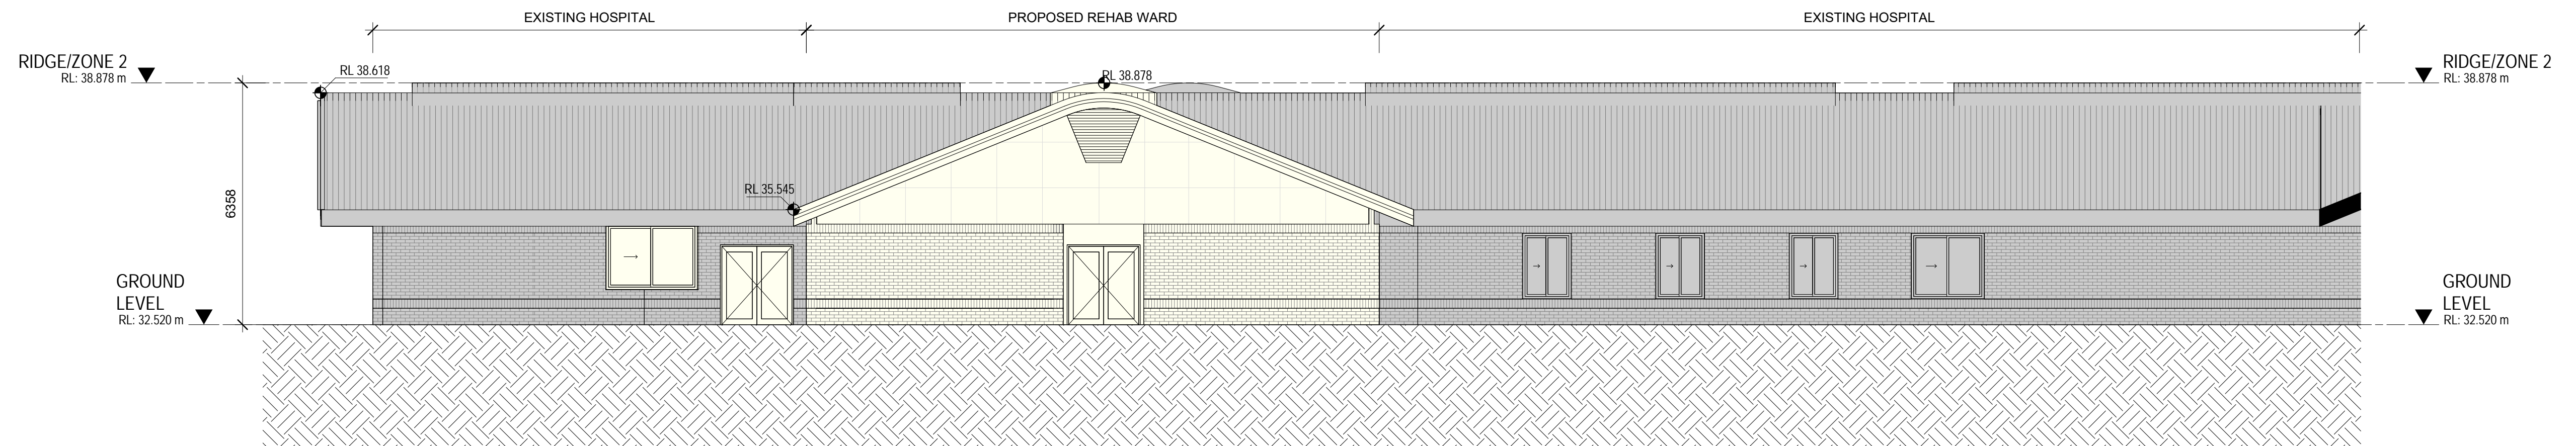 EXISTING HOSPITAL
PROPOSED REHAB WARD
EXISTING HOSPITAL
RIDGE/ZONE 2
RL: 38.878 m
RL 38.618
RL 38.878
RIDGE/ZONE 2
RL: 38.878 m
6358
RL 35.545
GROUND
LEVEL
RL: 32.520 m
GROUND
LEVEL
RL: 32.520 m